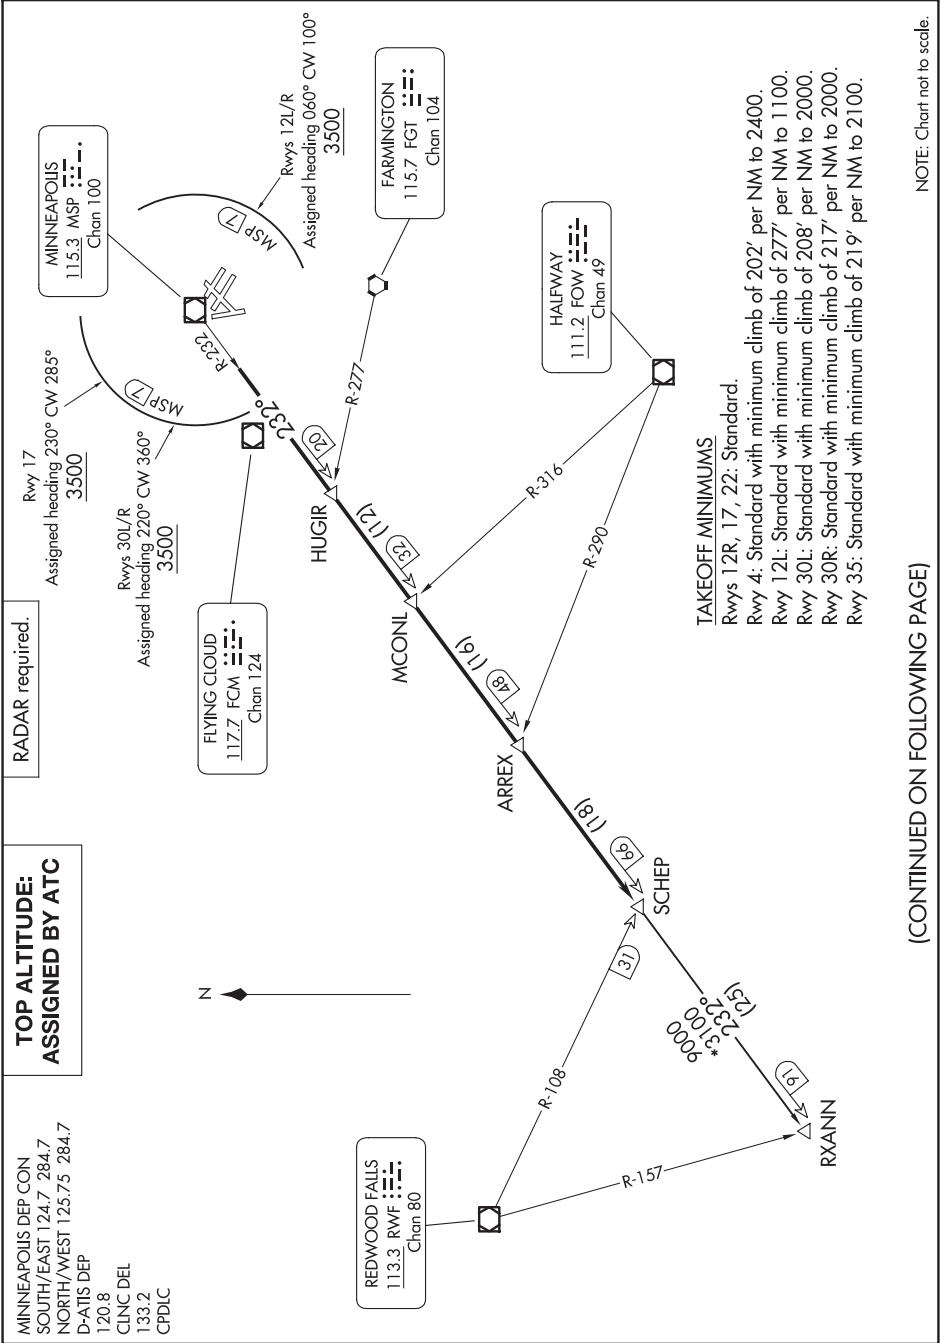 MINNEAPOLIS DEP CON
SOUTH/EAST 124.7 284.7
NORTH/WEST 125.75 284.7
D-ATIS DEP
120.8
CLNC DEL
133.2
CPDLC
TOP ALTITUDE:
ASSIGNED BY ATC
RADAR required.
Rwy 17
Assigned heading 230° CW 285°
3500
Rwys 30L/R
Assigned heading 220° CW 360°
3500
MINNEAPOLIS
115.3 MSP
Chan 100
Rwys 12L/R
Assigned heading 060° CW 100°
3500
MSP 7
MSP 7
N
FLYING CLOUD
117.7 FCM
Chan 124
FARMINGTON
115.7 FGT
Chan 104
R-232
232°
R-277
20
HUGIR
(12)
32
MCONL
HALFWAY
111.2 FOW
Chan 49
R-316
R-290
(16)
48
ARREX
(18)
66
SCHEP
REDWOOD FALLS
113.3 RWF
Chan 80
R-108
31
R-157
9000
*3100
232°
(25)
91
RXANN
TAKEOFF MINIMUMS
Rwys 12R, 17, 22: Standard.
Rwy 4: Standard with minimum climb of 202' per NM to 2400.
Rwy 12L: Standard with minimum climb of 277' per NM to 1100.
Rwy 30L: Standard with minimum climb of 208' per NM to 2000.
Rwy 30R: Standard with minimum climb of 217' per NM to 2000.
Rwy 35: Standard with minimum climb of 219' per NM to 2100.
(CONTINUED ON FOLLOWING PAGE)
NOTE: Chart not to scale.